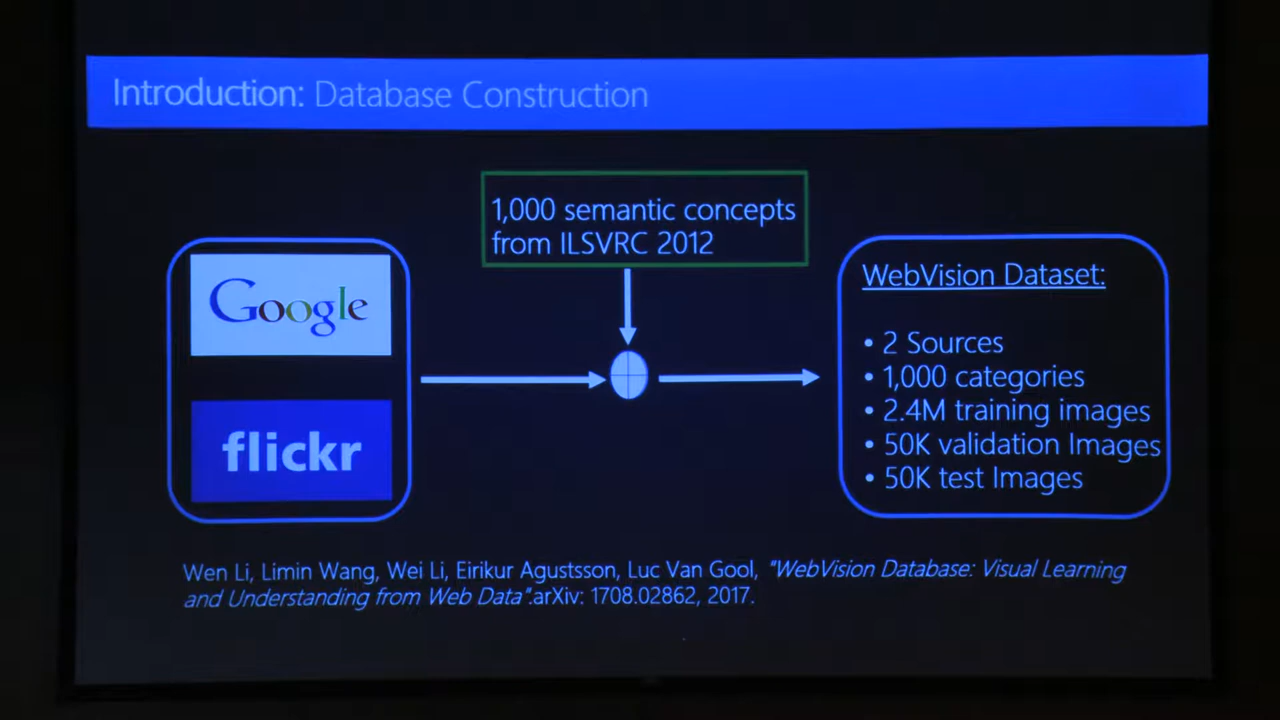 Introduction: Database Construction
1,000 semantic concepts
from ILSVRC 2012
Google
flickr
WebVision Dataset:
• 2 Sources
• 1,000 categories
• 2.4M training images
• 50K validation Images
• 50K test Images
Wen Li, Limin Wang, Wei Li, Eirikur Agustsson, Luc Van Gool, "WebVision Database: Visual Learning
and Understanding from Web Data".arXiv: 1708.02862, 2017.